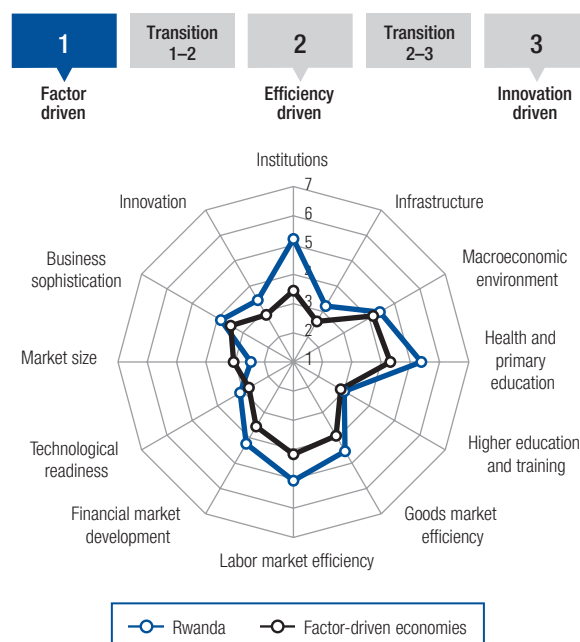 1
Transition
1–2
2
Transition
2–3
3
Factor
driven
Efficiency
driven
Innovation
driven
Institutions
7
6
5
4
3
2
1
Infrastructure
Macroeconomic
environment
Health and
primary
education
Higher education
and training
Goods market
efficiency
Labor market efficiency
Financial market
development
Technological
readiness
Market size
Business
sophistication
Innovation
Rwanda
Factor-driven economies